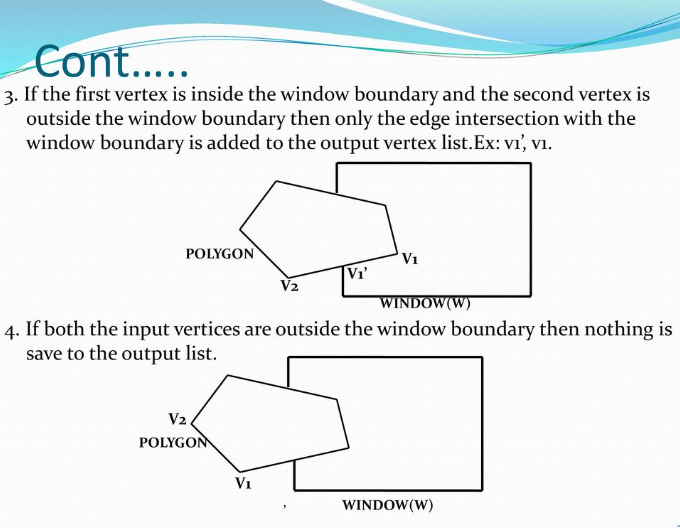 Cont.....
3. If the first vertex is inside the window boundary and the second vertex is
outside the window boundary then only the edge intersection with the
window boundary is added to the output vertex list.Ex: v1', v1.
POLYGON
V1
V1'
V2
WINDOW(W)
4. If both the input vertices are outside the window boundary then nothing is
save to the output list.
V2
POLYGON
V1
,
WINDOW(W)